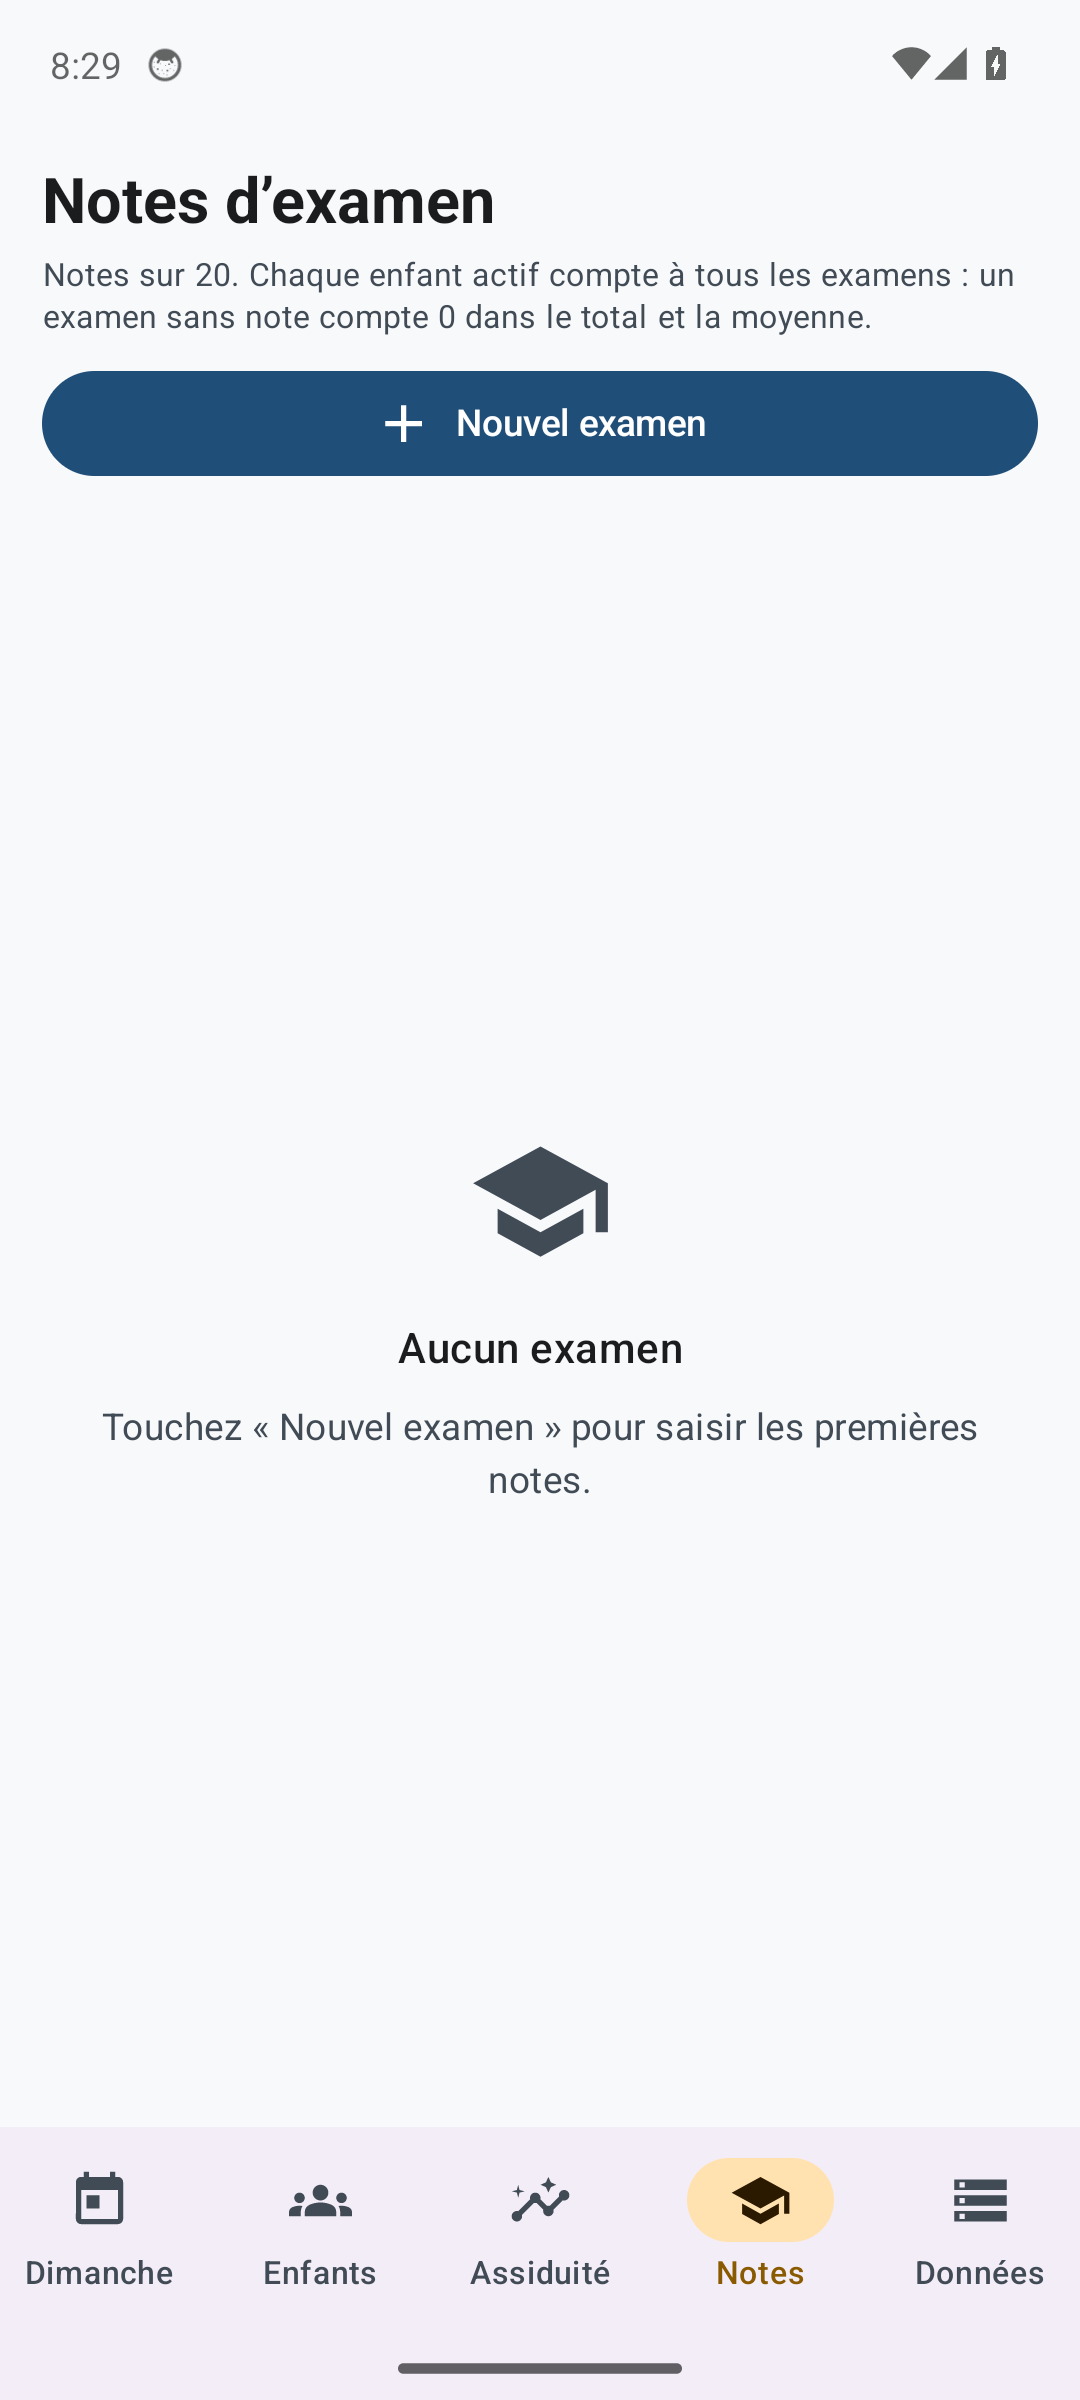 8:29
Notes d’examen
Notes sur 20. Chaque enfant actif compte à tous les examens : un
examen sans note compte 0 dans le total et la moyenne.
Nouvel examen
Aucun examen
Touchez « Nouvel examen » pour saisir les premières
notes.
Dimanche
Enfants
Assiduité
Notes
Données